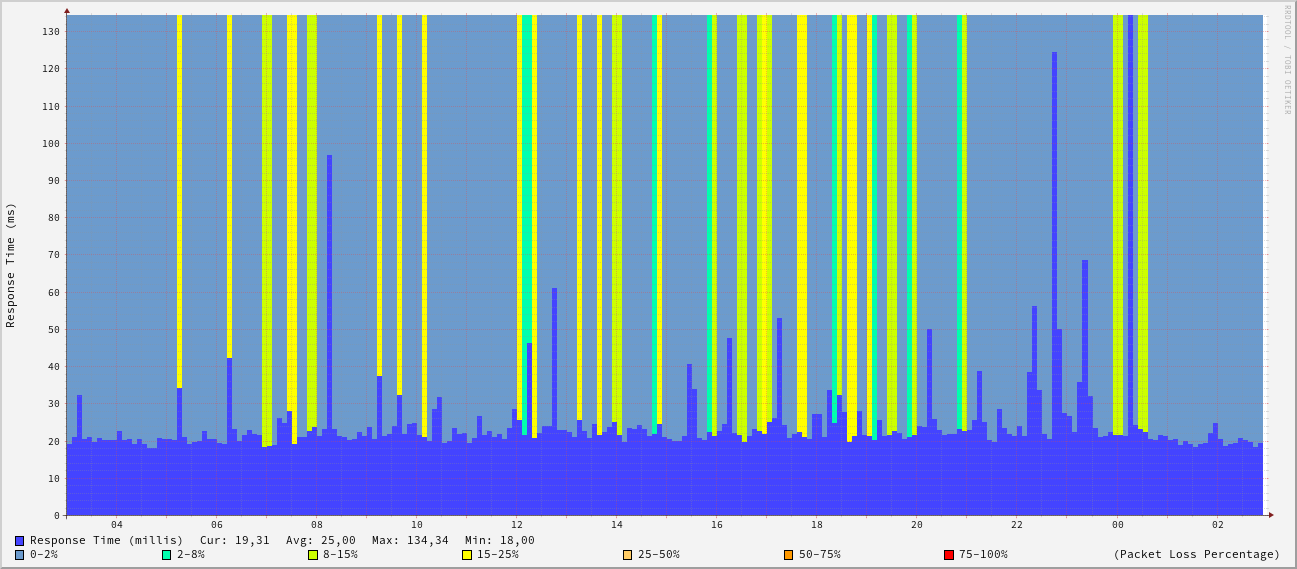 RRDTOOL / TOBI OETIKER
Response Time (ms)
130
120
110
100
90
80
70
60
50
40
30
20
10
0
04 06 08 10 12 14 16 18 20 22 00 02
Response Time (millis) Cur: 19,31 Avg: 25,00 Max: 134,34 Min: 18,00
0-2% 2-8% 8-15% 15-25% 25-50% 50-75% 75-100% (Packet Loss Percentage)